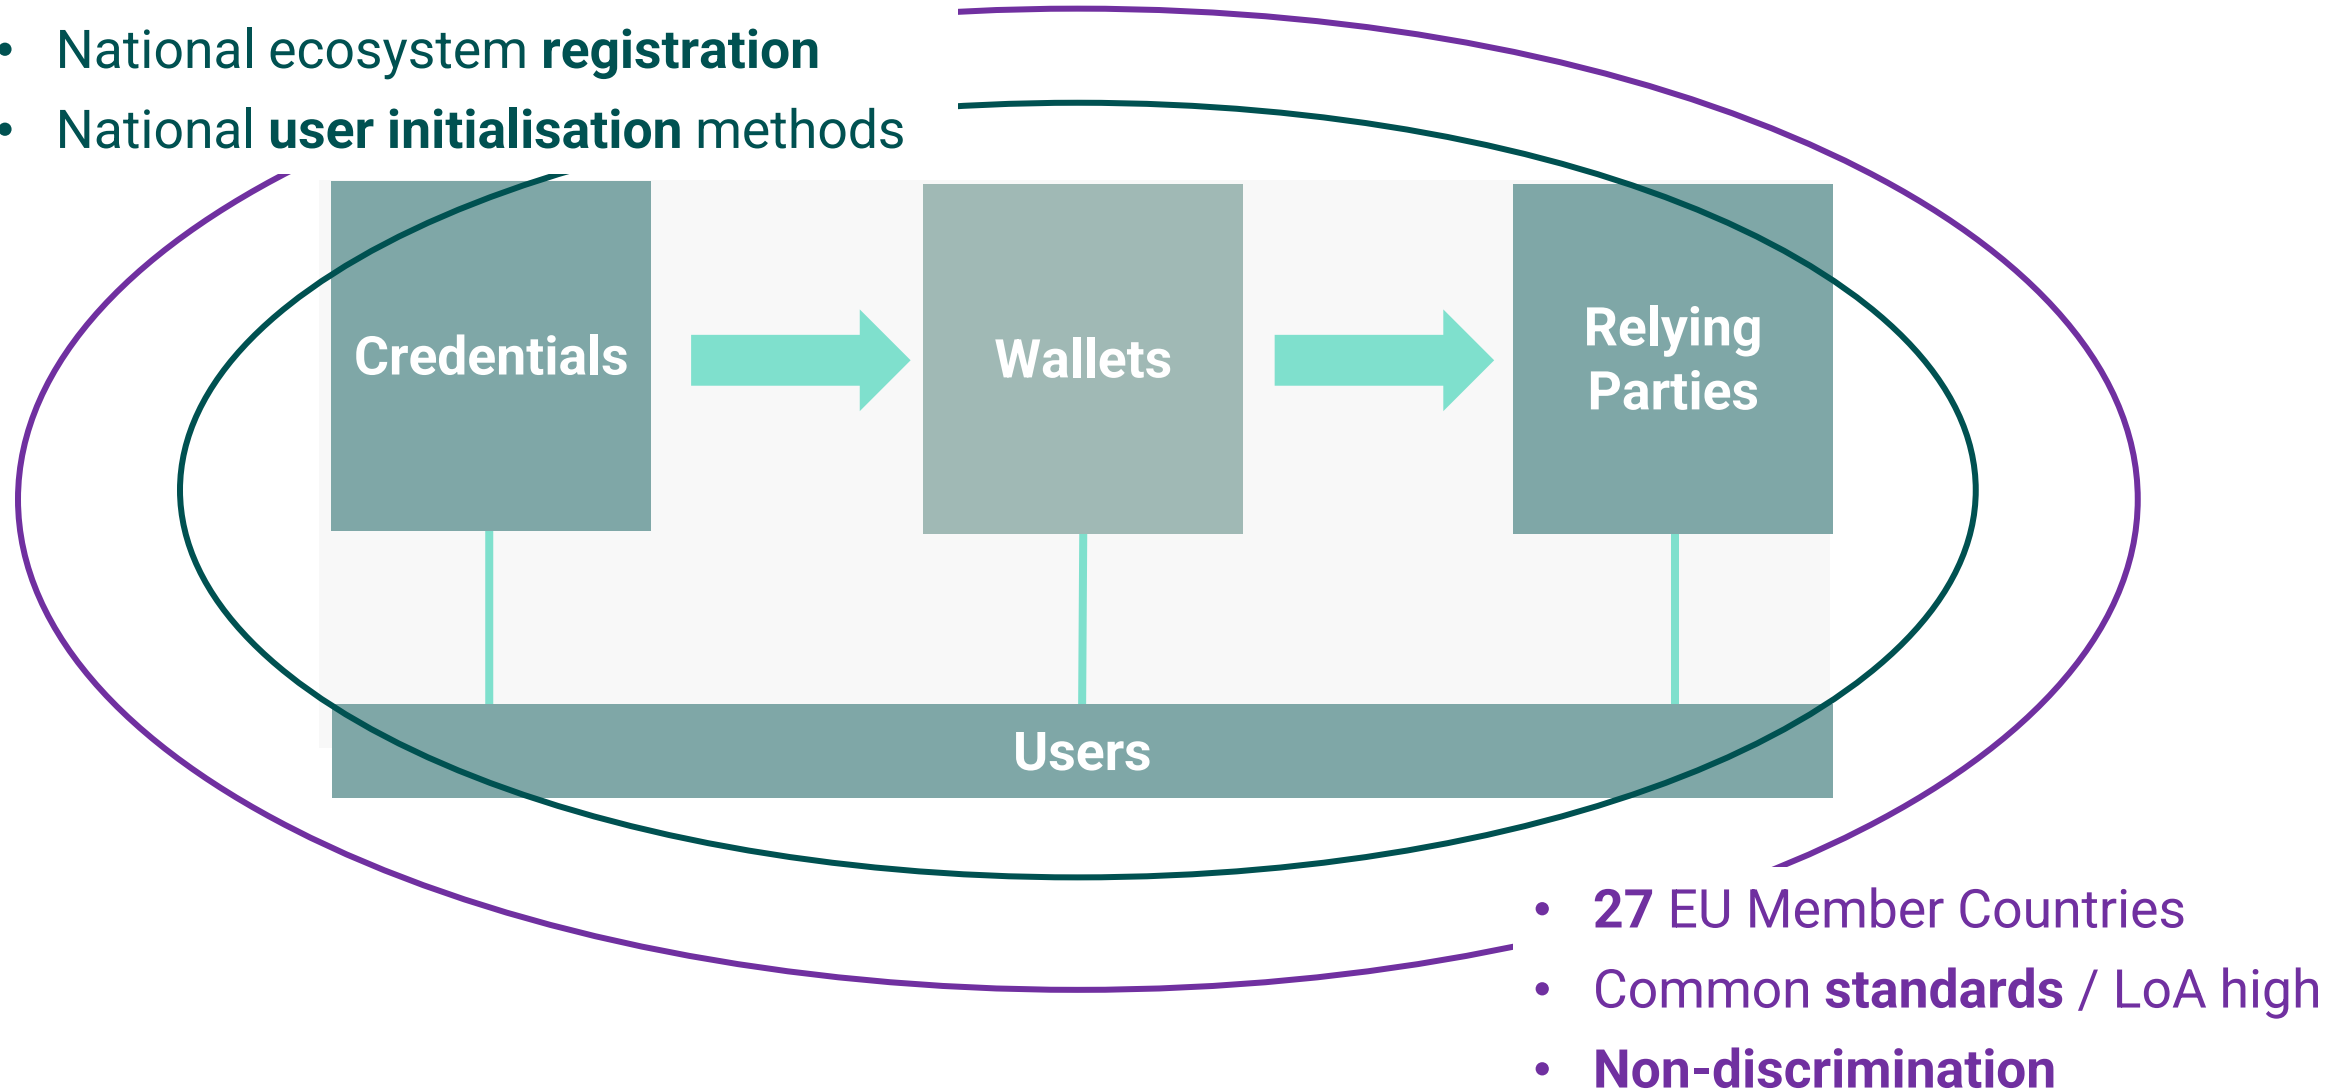 • National ecosystem registration
• National user initialisation methods
Credentials
Wallets
Relying
Parties
Users
• 27 EU Member Countries
• Common standards / LoA high
• Non-discrimination